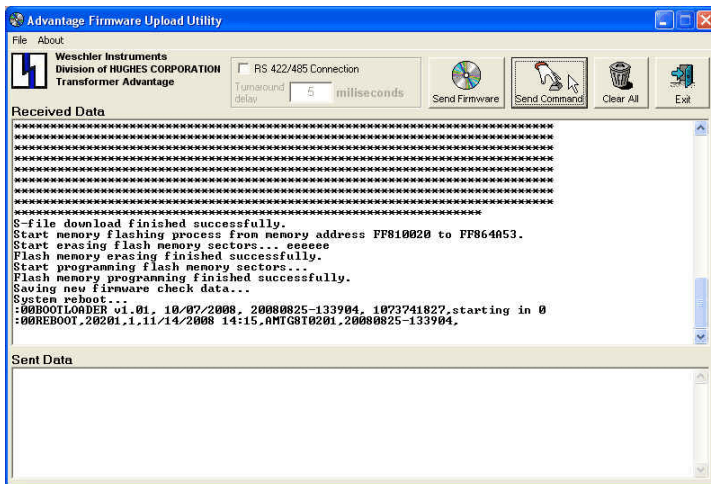 Advantage Firmware Upload Utility
File About
Weschler Instruments
Division of HUGHES CORPORATION
Transformer Advantage
RS 422/485 Connection
Turnaround
delay
5 miliseconds
Send Firmware
Send Command
Clear All
Exit
Received Data
*********************************************************************
*********************************************************************
*********************************************************************
*********************************************************************
*********************************************************************
*********************************************************************
*********************************************************************
*********************************************************************
************************************************************
S-file download finished successfully.
Start memory flashing process from memory address FF810020 to FF864A53.
Start erasing flash memory sectors... eeeeee
Flash memory erasing finished successfully.
Start programming flash memory sectors...
Flash memory programming finished successfully.
Saving new firmware check data...
System reboot...
:00BOOTLOADER v1.01, 10/07/2008, 20080825-133904, 1073741827,starting in 0
:00REBOOT,20201,1,11/14/2008 14:15,AMTG8T0201,20080825-133904,
Sent Data